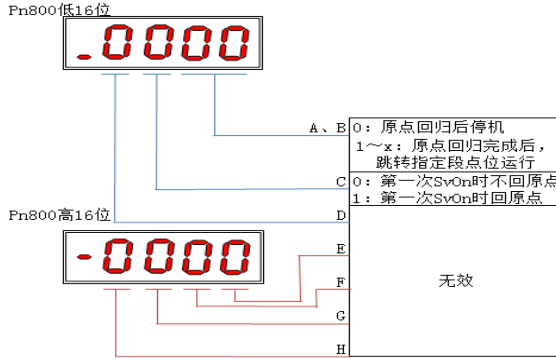 Pn800低16位
.0000
A、B 0：原点回归后停机
1～x：原点回归完成后，
跳转指定段点位运行
C 0：第一次SvOn时不回原点
1：第一次SvOn时回原点
D
Pn800高16位
-0000
E
F
无效
G
H